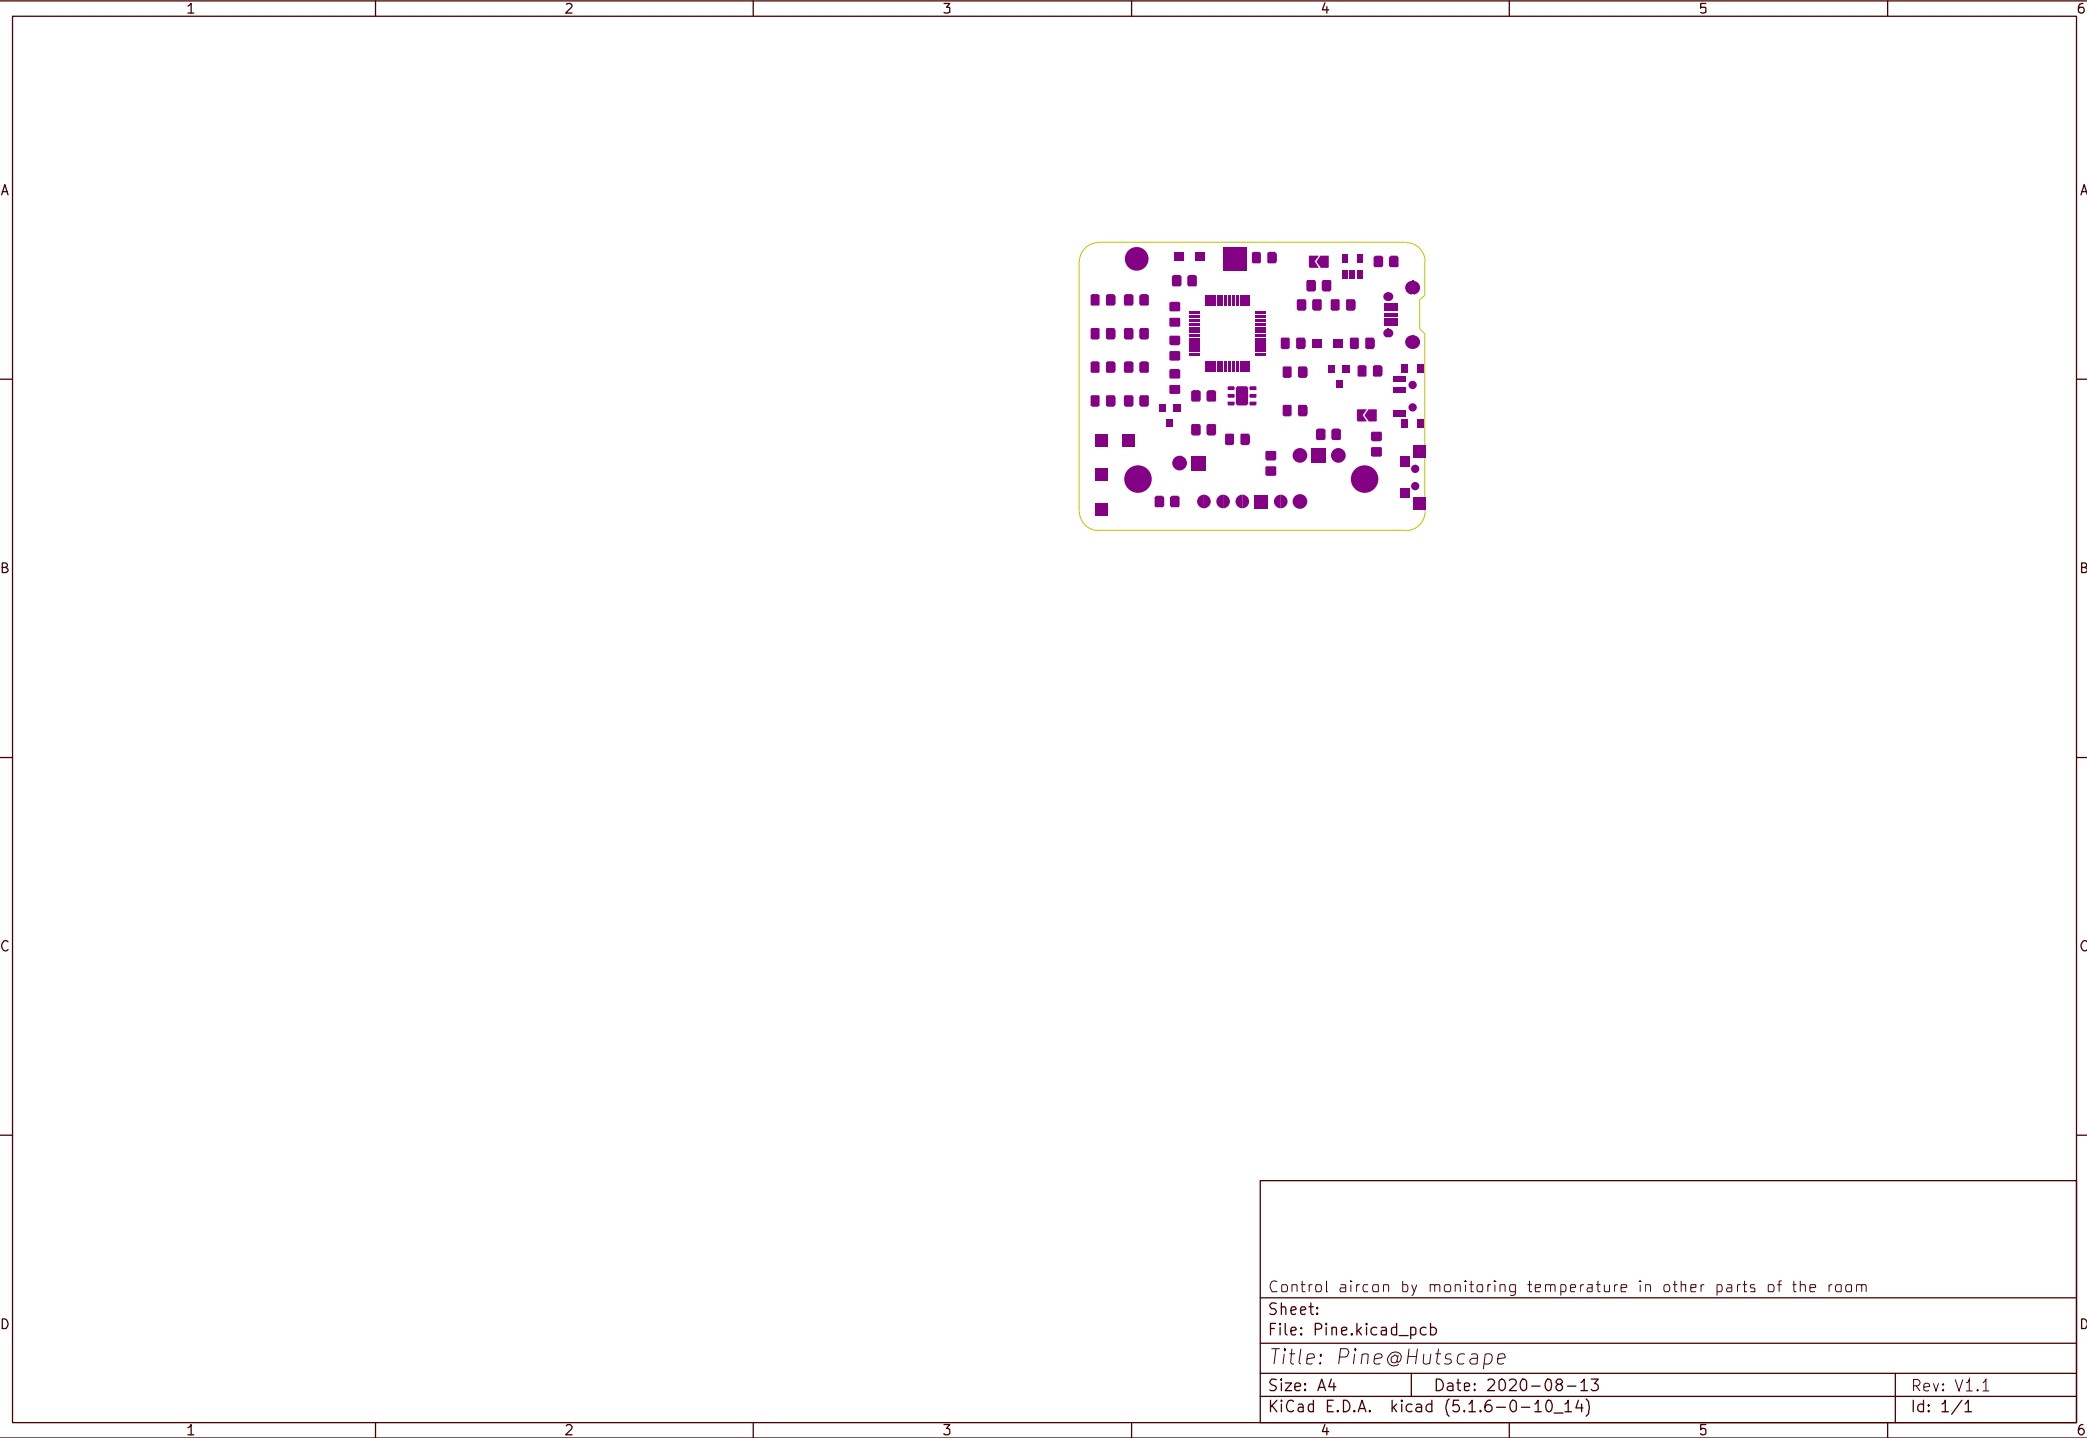 1 2 3 4 5 6
A A
B B
C C
D D
Control aircon by monitoring temperature in other parts of the room
Sheet:
File: Pine.kicad_pcb
Title: Pine@Hutscape
Size: A4 Date: 2020-08-13 Rev: V1.1
KiCad E.D.A. kicad (5.1.6-0-10_14) Id: 1/1
1 2 3 4 5 6